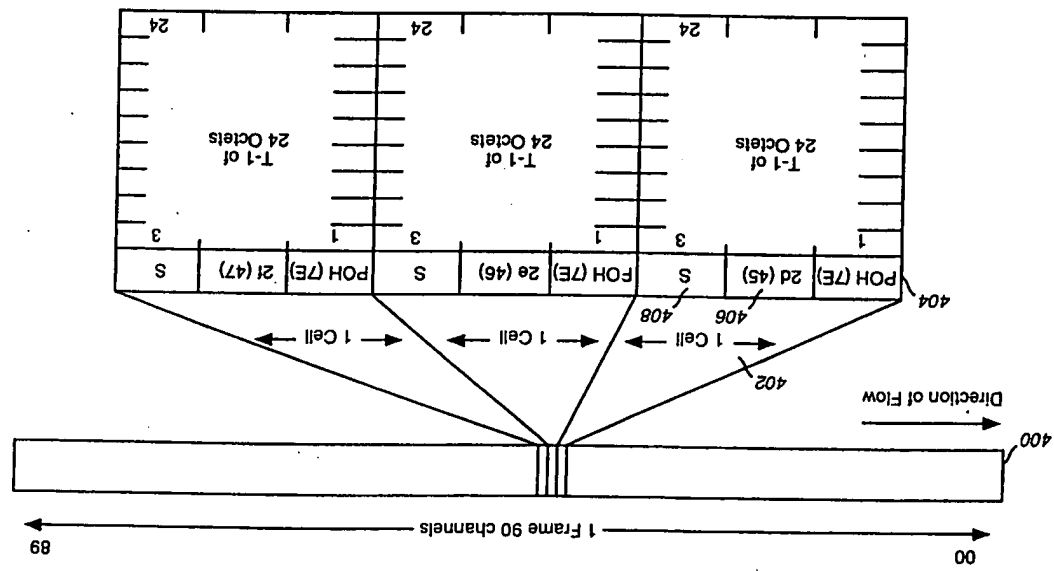 00 89
1 Frame 90 channels
400
Direction of Flow
402
1 Cell 1 Cell 1 Cell
404 406 408
POH (7E) 2d (45) S FOH (7E) 2e (46) S POH (7E) 2f (47) S
1 3 1 3 1 3
T-1 of
24 Octets
T-1 of
24 Octets
T-1 of
24 Octets
24 24 24